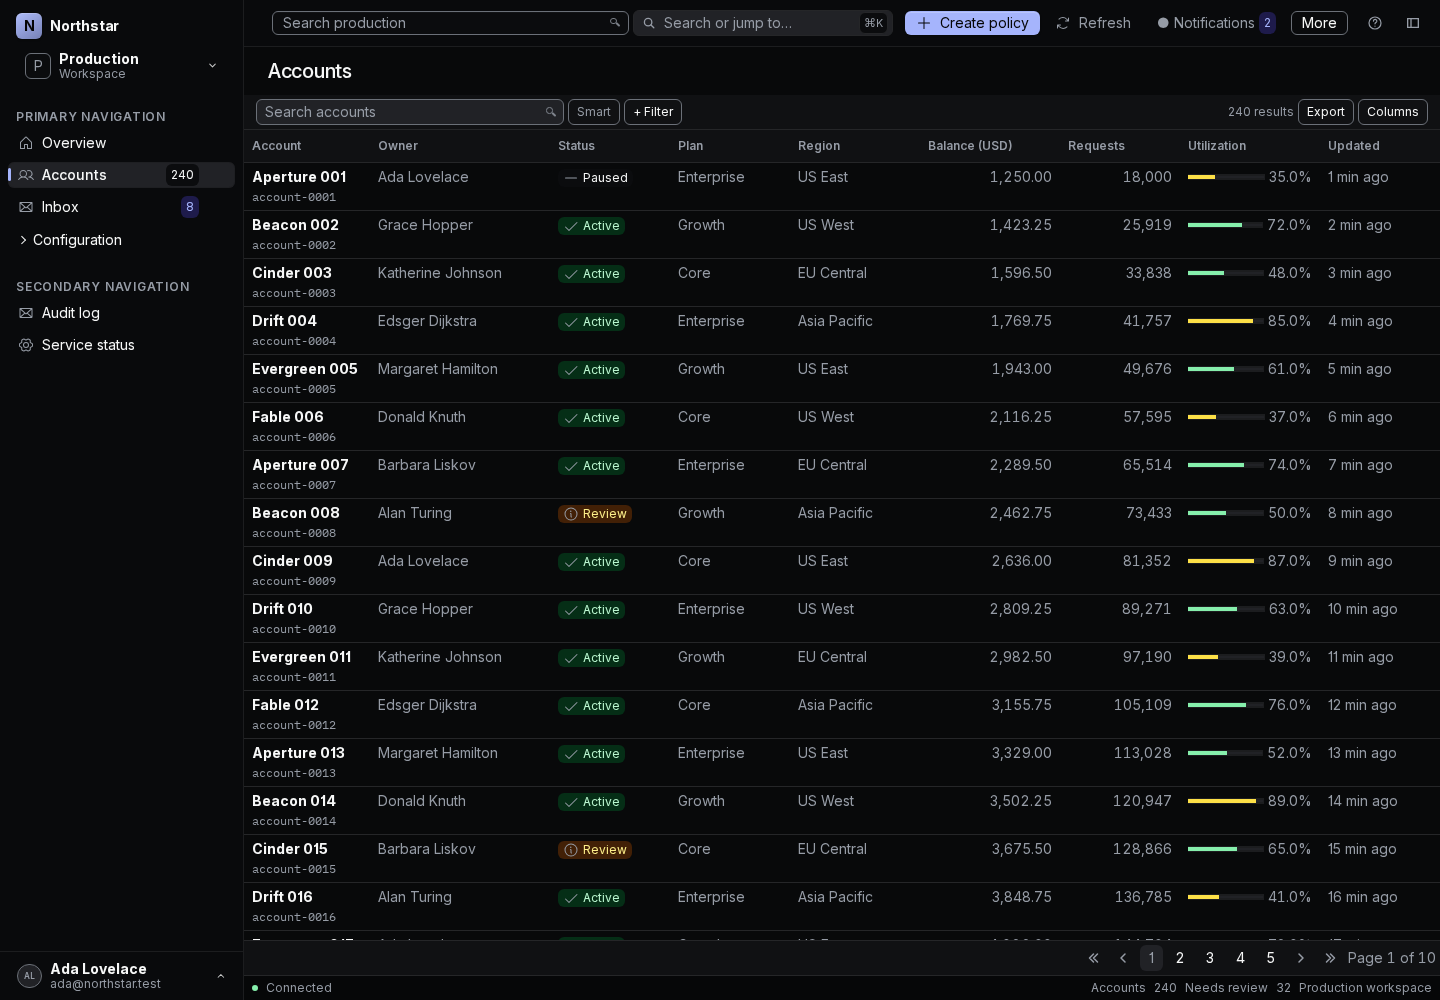 N Northstar
P Production
Workspace
PRIMARY NAVIGATION
Overview
Accounts 240
Inbox 8
Configuration
SECONDARY NAVIGATION
Audit log
Service status
AL Ada Lovelace
ada@northstar.test
Search production
Search or jump to… ⌘K
Create policy
Refresh
Notifications 2
More
Accounts
Search accounts
Smart
+ Filter
240 results
Export
Columns
Account Owner Status Plan Region Balance (USD) Requests Utilization Updated
Aperture 001 Ada Lovelace Paused Enterprise US East 1,250.00 18,000 35.0% 1 min ago
account-0001
Beacon 002 Grace Hopper Active Growth US West 1,423.25 25,919 72.0% 2 min ago
account-0002
Cinder 003 Katherine Johnson Active Core EU Central 1,596.50 33,838 48.0% 3 min ago
account-0003
Drift 004 Edsger Dijkstra Active Enterprise Asia Pacific 1,769.75 41,757 85.0% 4 min ago
account-0004
Evergreen 005 Margaret Hamilton Active Growth US East 1,943.00 49,676 61.0% 5 min ago
account-0005
Fable 006 Donald Knuth Active Core US West 2,116.25 57,595 37.0% 6 min ago
account-0006
Aperture 007 Barbara Liskov Active Enterprise EU Central 2,289.50 65,514 74.0% 7 min ago
account-0007
Beacon 008 Alan Turing Review Growth Asia Pacific 2,462.75 73,433 50.0% 8 min ago
account-0008
Cinder 009 Ada Lovelace Active Core US East 2,636.00 81,352 87.0% 9 min ago
account-0009
Drift 010 Grace Hopper Active Enterprise US West 2,809.25 89,271 63.0% 10 min ago
account-0010
Evergreen 011 Katherine Johnson Active Growth EU Central 2,982.50 97,190 39.0% 11 min ago
account-0011
Fable 012 Edsger Dijkstra Active Core Asia Pacific 3,155.75 105,109 76.0% 12 min ago
account-0012
Aperture 013 Margaret Hamilton Active Enterprise US East 3,329.00 113,028 52.0% 13 min ago
account-0013
Beacon 014 Donald Knuth Active Growth US West 3,502.25 120,947 89.0% 14 min ago
account-0014
Cinder 015 Barbara Liskov Review Core EU Central 3,675.50 128,866 65.0% 15 min ago
account-0015
Drift 016 Alan Turing Active Enterprise Asia Pacific 3,848.75 136,785 41.0% 16 min ago
account-0016
1 2 3 4 5 Page 1 of 10
Connected
Accounts 240 Needs review 32 Production workspace